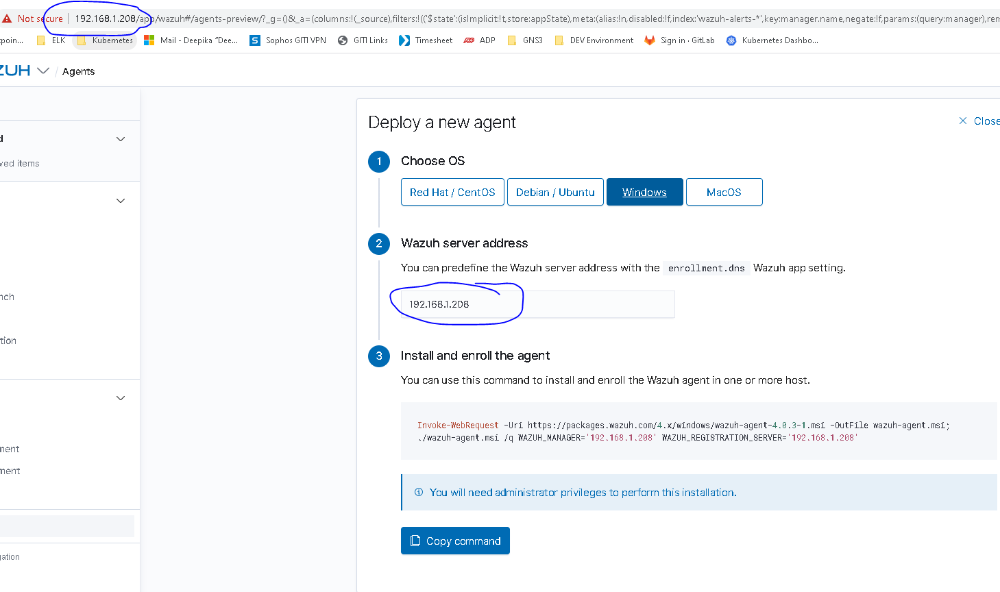 Not secure 192.168.1.208/app/wazuh#/agents-preview/?_g=()&_a=(columns:!(_source),filters:!(('$state':(isImplicit:!t,store:appState),meta:(alias:!n,disabled:!f,index:'wazuh-alerts-*',key:manager.name,negate:!f,params:(query:manager),rem
points... ELK Kubernetes Mail - Deepika "Dee... Sophos GITI VPN GITI Links Timesheet ADP GNS3 DEV Environment Sign in · GitLab Kubernetes Dashbo...
ZUH / Agents
Deploy a new agent
Close
d
ved items
nch
tion
ment
ment
gation
1 Choose OS
Red Hat / CentOS Debian / Ubuntu Windows MacOS
2 Wazuh server address
You can predefine the Wazuh server address with the enrollment.dns Wazuh app setting.
192.168.1.208
3 Install and enroll the agent
You can use this command to install and enroll the Wazuh agent in one or more host.
Invoke-WebRequest -Uri https://packages.wazuh.com/4.x/windows/wazuh-agent-4.0.3-1.msi -OutFile wazuh-agent.msi;
./wazuh-agent.msi /q WAZUH_MANAGER='192.168.1.208' WAZUH_REGISTRATION_SERVER='192.168.1.208'
You will need administrator privileges to perform this installation.
Copy command